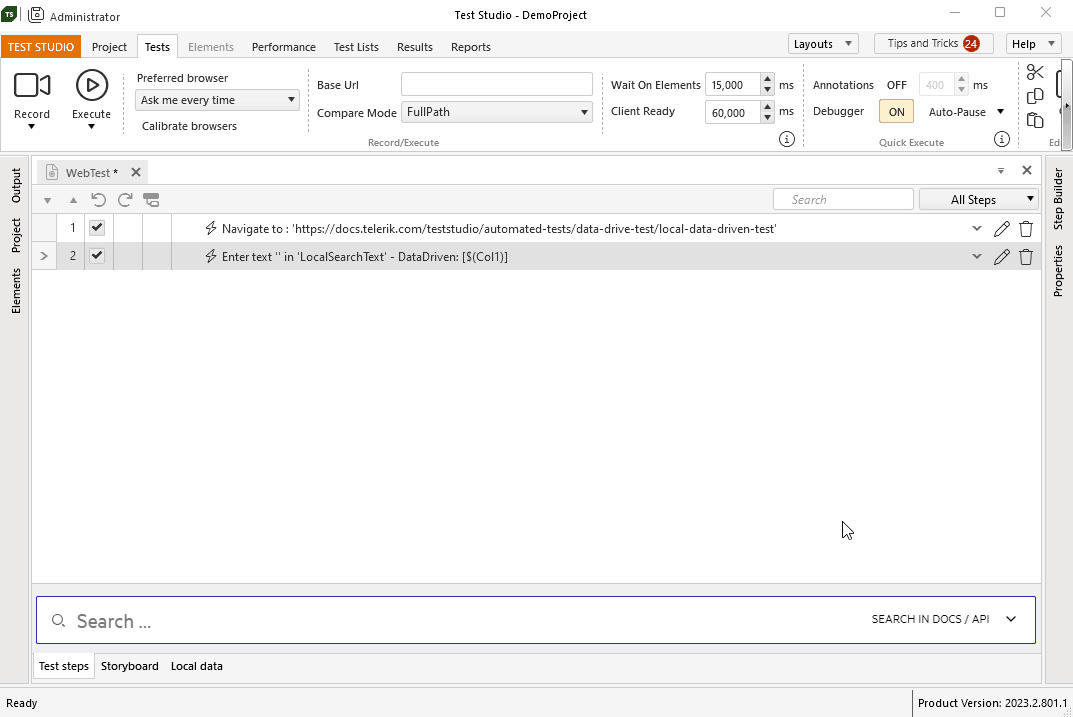 TS Administrator
Test Studio - DemoProject
TEST STUDIO Project Tests Elements Performance Test Lists Results Reports Layouts Tips and Tricks 24 Help
Record
Execute
Preferred browser
Ask me every time
Calibrate browsers
Base Url
Compare Mode FullPath
Record/Execute
Wait On Elements 15,000 ms
Client Ready 60,000 ms
Annotations OFF 400 ms
Debugger ON Auto-Pause
Quick Execute
Output
Project
Elements
WebTest *
Search All Steps
1 Navigate to : 'https://docs.telerik.com/teststudio/automated-tests/data-drive-test/local-data-driven-test'
2 Enter text '' in 'LocalSearchText' - DataDriven: [$(Col1)]
Step Builder
Properties
Search ... SEARCH IN DOCS / API
Test steps Storyboard Local data
Ready Product Version: 2023.2.801.1